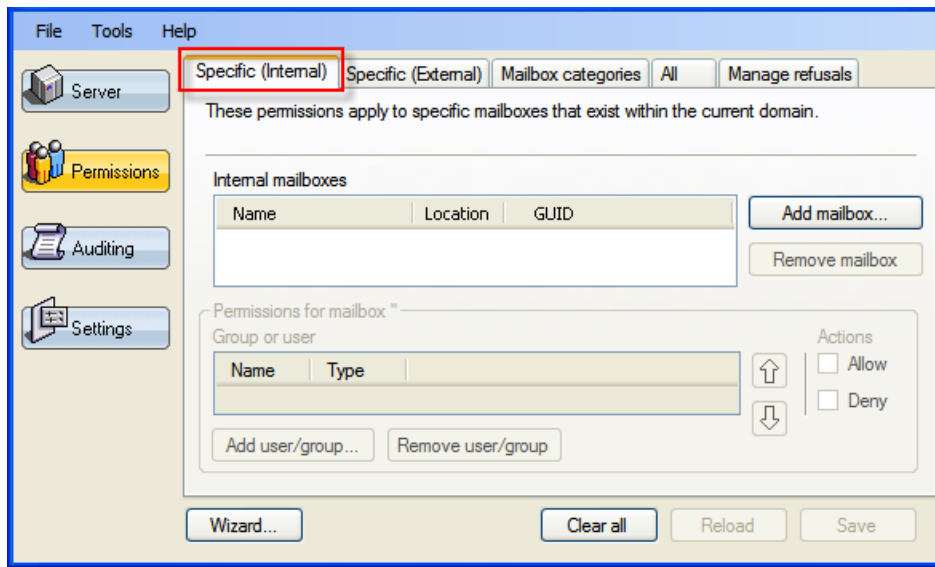 File Tools Help
Server
Permissions
Auditing
Settings
Specific (Internal) Specific (External) Mailbox categories All Manage refusals
These permissions apply to specific mailboxes that exist within the current domain.
Internal mailboxes
Name Location GUID
Add mailbox...
Remove mailbox
Permissions for mailbox ''
Group or user
Name Type
Actions
Allow
Deny
Add user/group... Remove user/group
Wizard... Clear all Reload Save